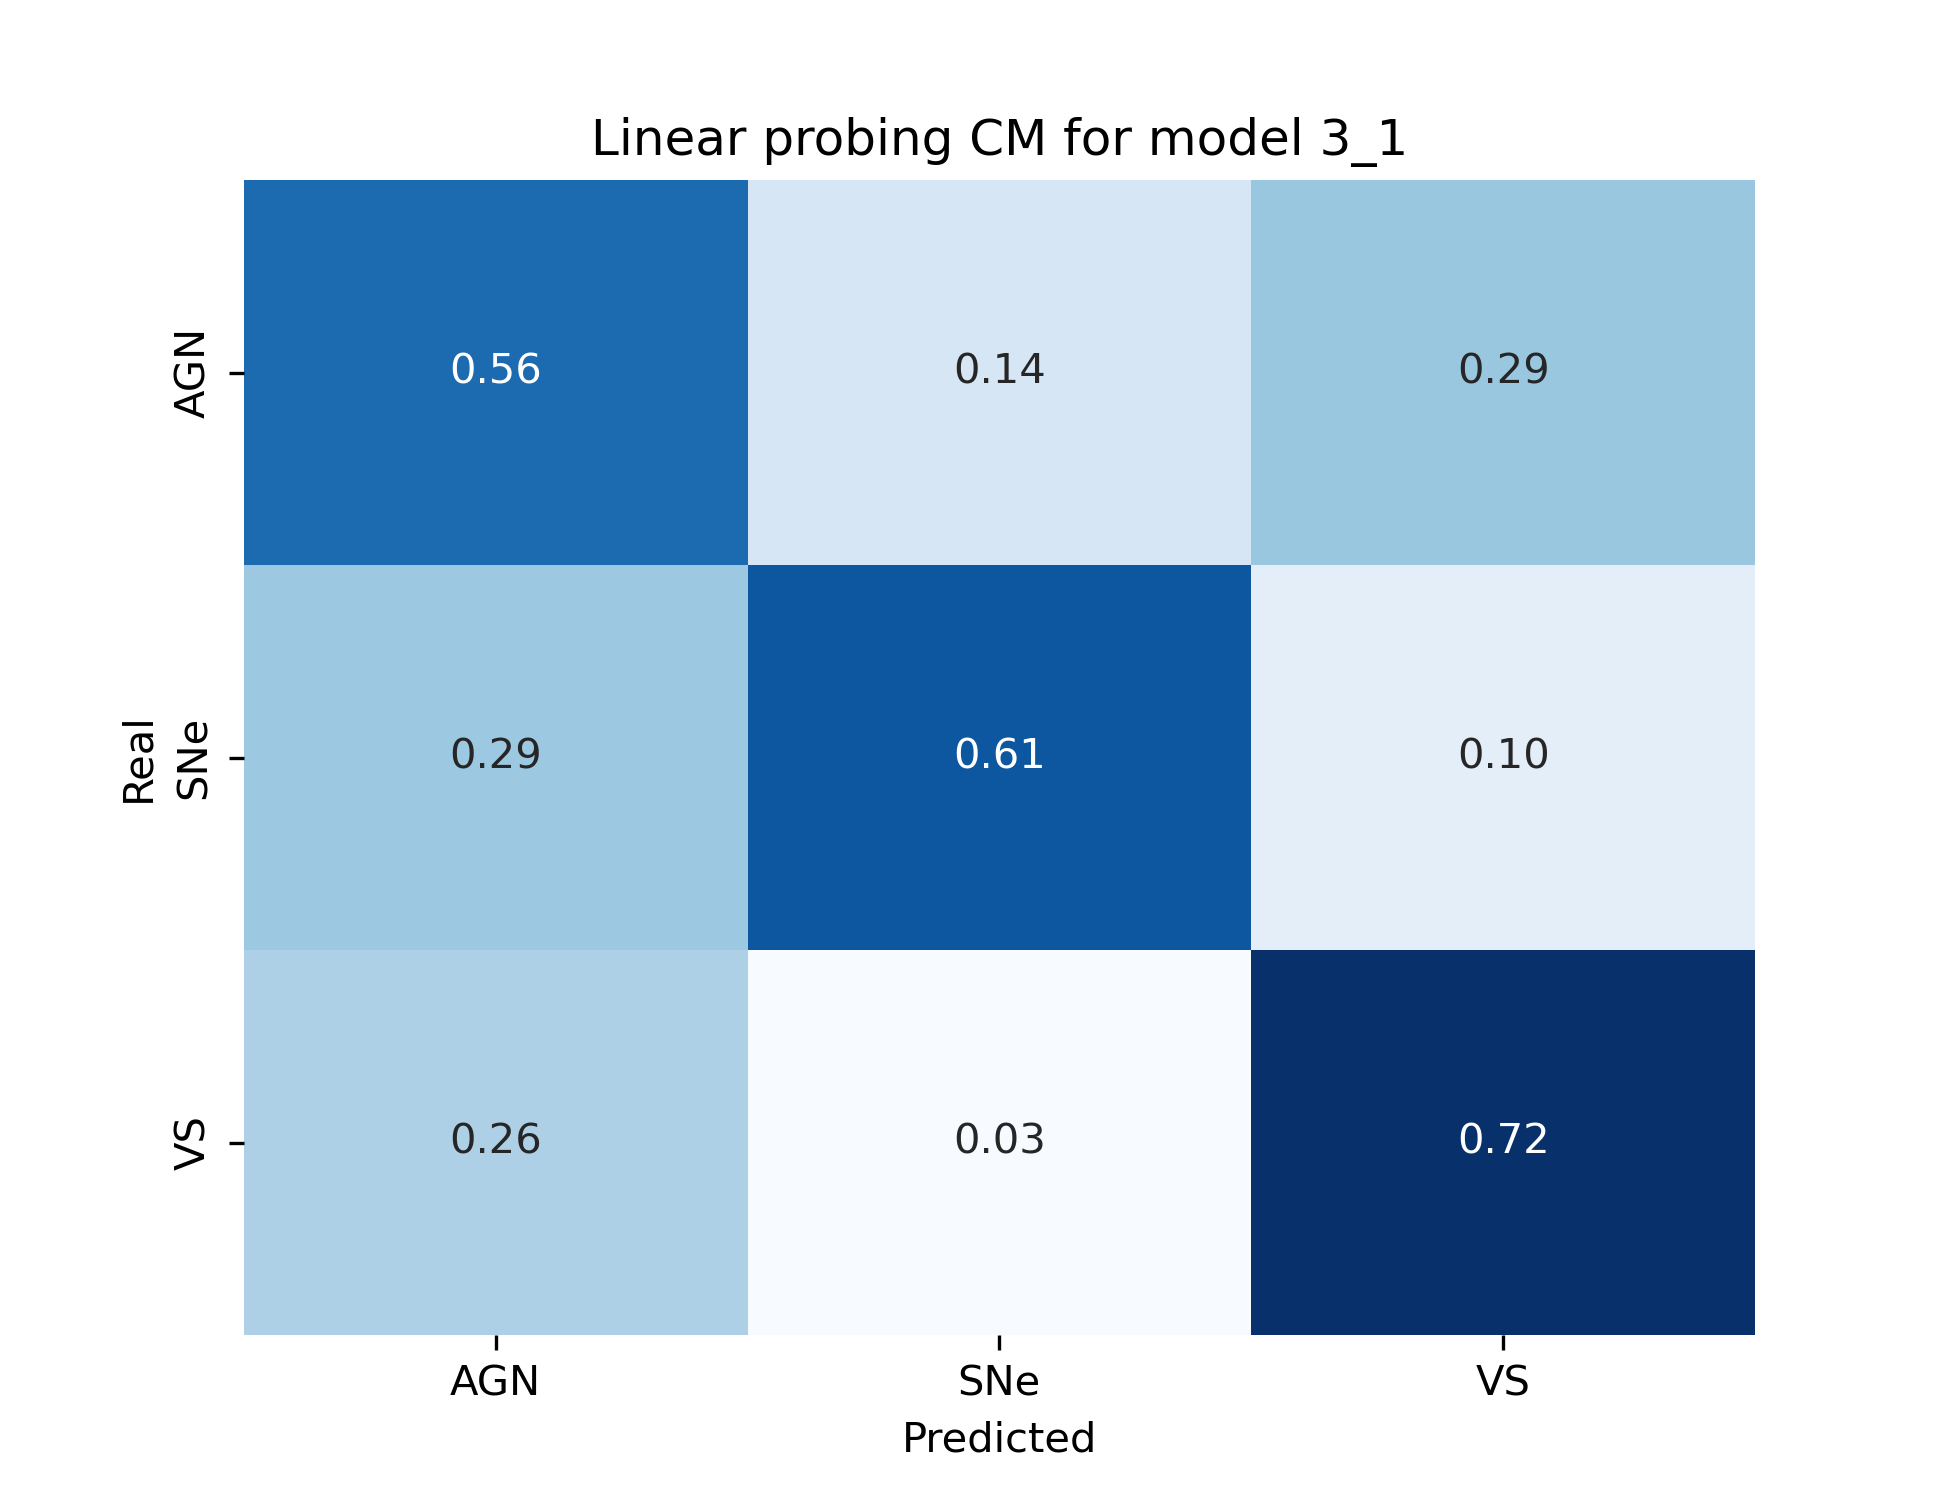 Linear probing CM for model 3_1
AGN
0.56 0.14 0.29
Real
SNe
0.29 0.61 0.10
VS
0.26 0.03 0.72
AGN SNe VS
Predicted